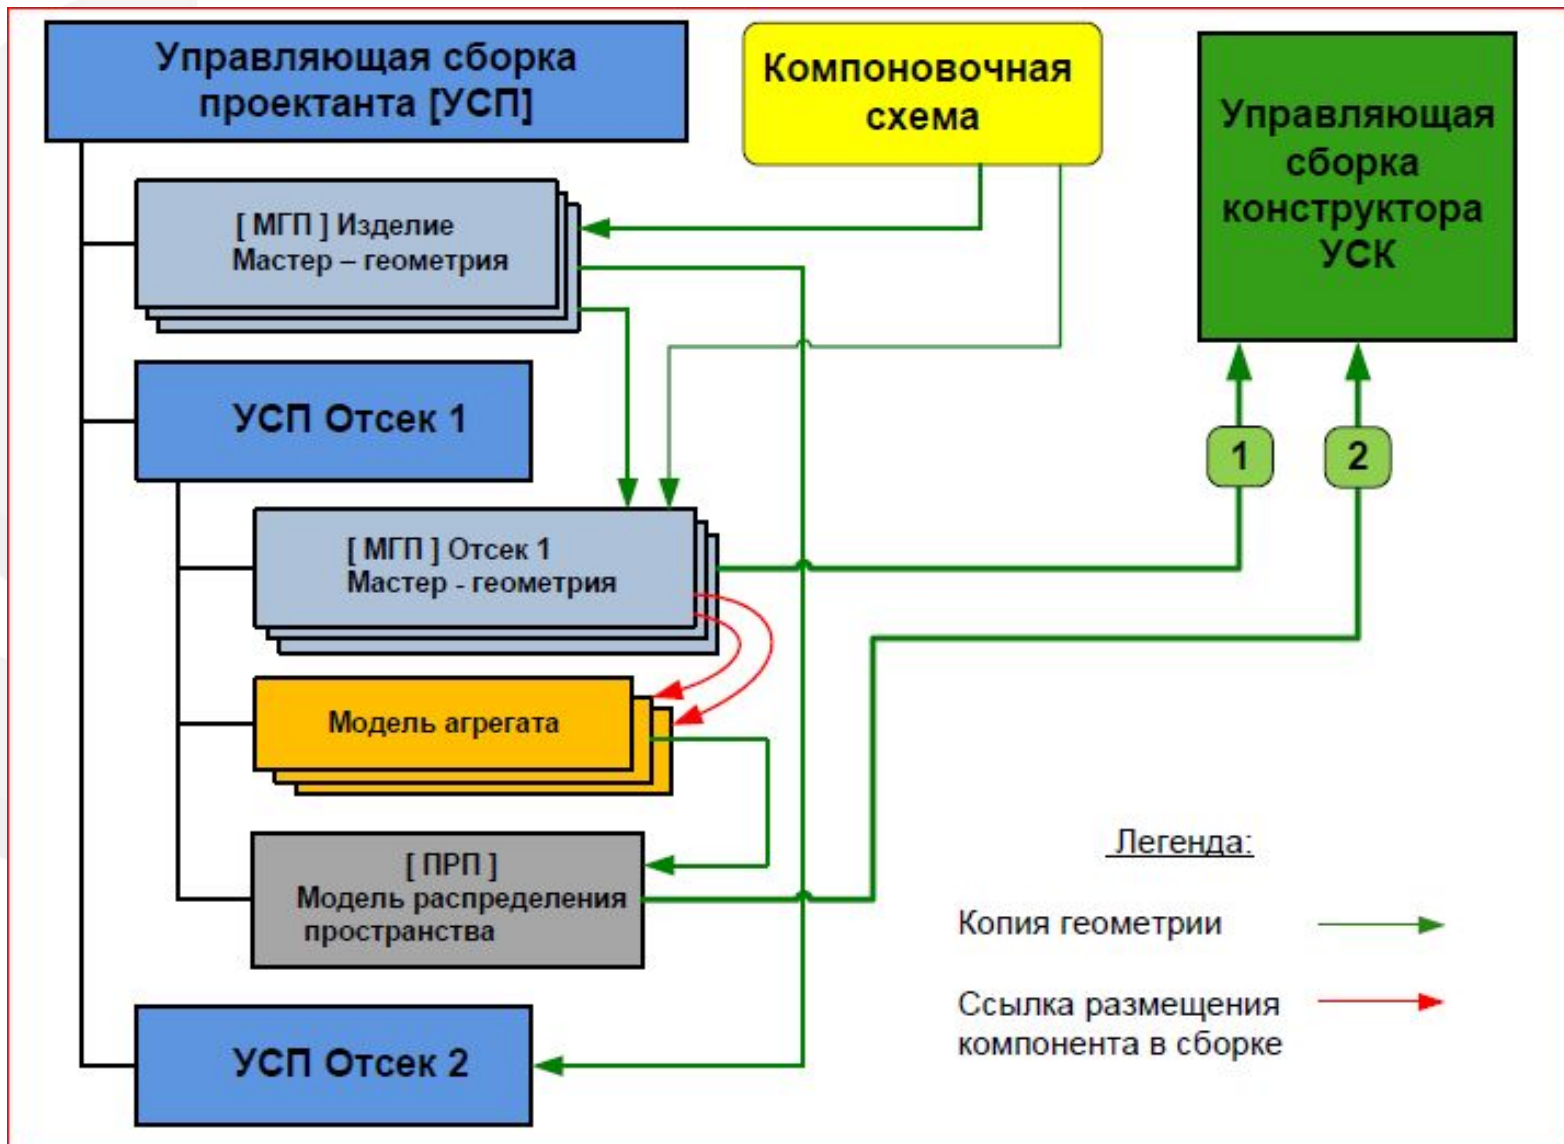 Управляющая сборка
проектанта [УСП]
Компоновочная
схема
Управляющая
сборка
конструктора
УСК
[ МГП ] Изделие
Мастер – геометрия
УСП Отсек 1
1
2
[ МГП ] Отсек 1
Мастер - геометрия
Модель агрегата
[ ПРП ]
Модель распределения
пространства
УСП Отсек 2
Легенда:
Копия геометрии
Ссылка размещения
компонента в сборке